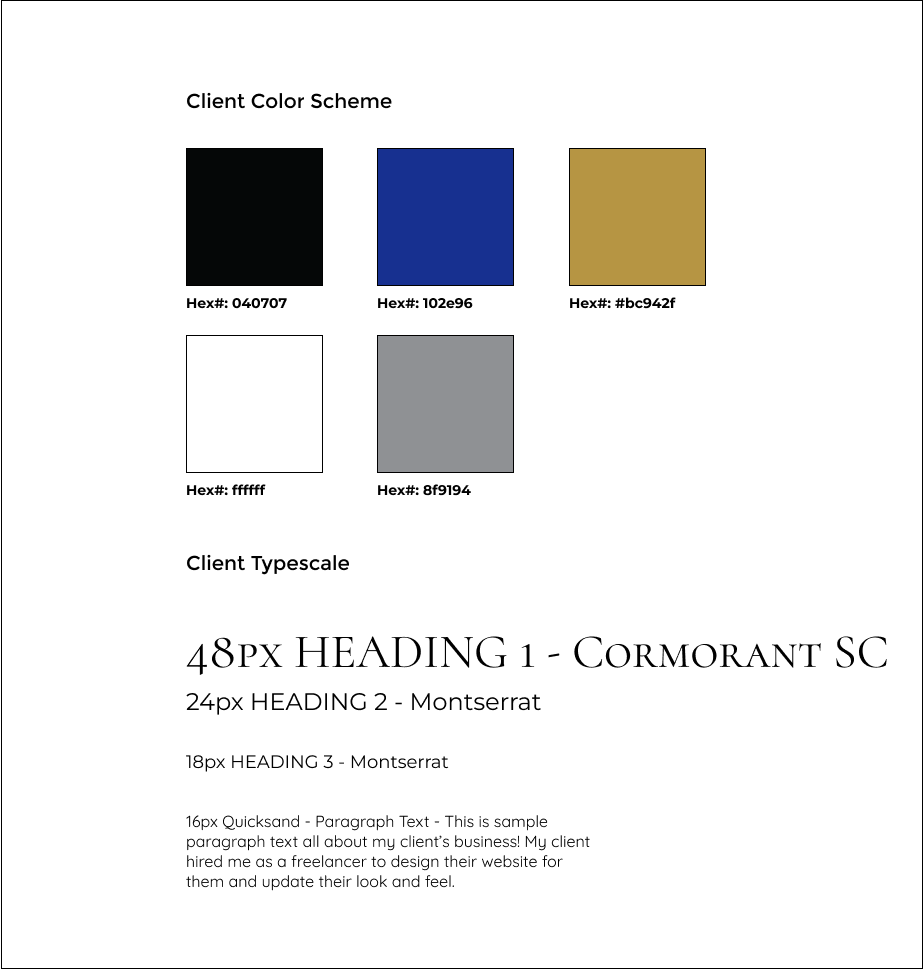 Client Color Scheme
Hex#: 040707
Hex#: 102e96
Hex#: #bc942f
Hex#: ffffff
Hex#: 8f9194
Client Typescale
48px HEADING 1 - Cormorant SC
24px HEADING 2 - Montserrat
18px HEADING 3 - Montserrat
16px Quicksand - Paragraph Text - This is sample
paragraph text all about my client’s business! My client
hired me as a freelancer to design their website for
them and update their look and feel.